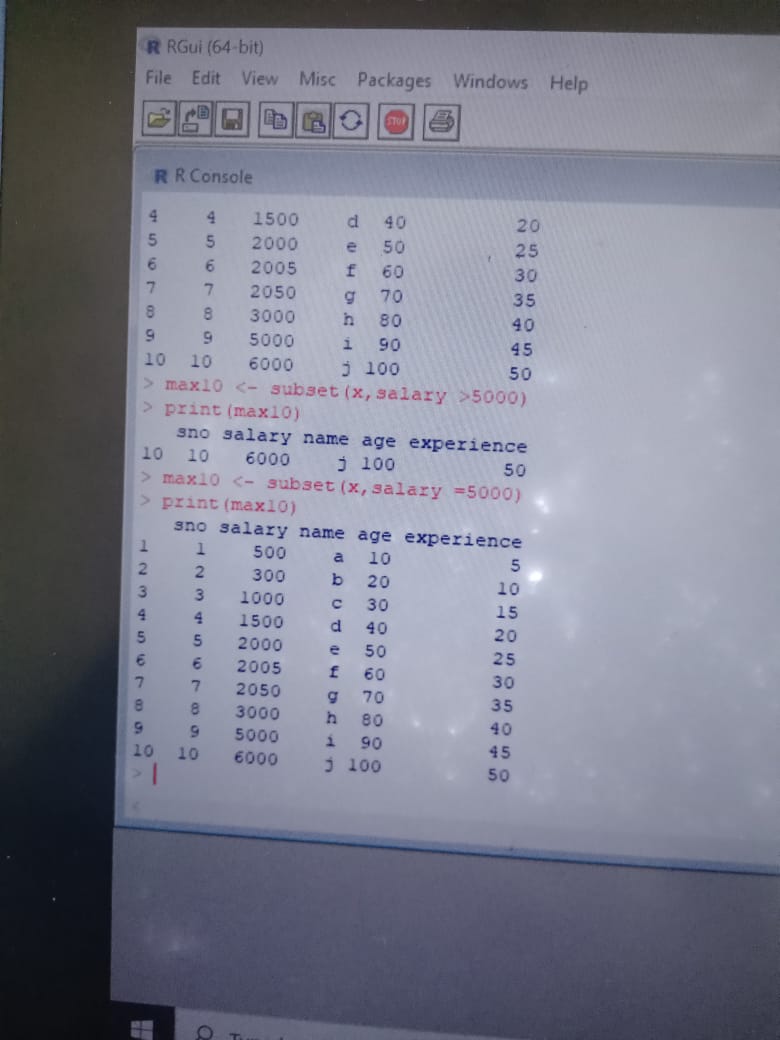 R RGui (64-bit)
File Edit View Misc Packages Windows Help
STOP
R R Console
4 4 1500 d 40 20
5 5 2000 e 50 25
6 6 2005 f 60 30
7 7 2050 g 70 35
8 8 3000 h 80 40
9 9 5000 i 90 45
10 10 6000 j 100 50
> max10 <- subset(x,salary >5000)
> print(max10)
sno salary name age experience
10 10 6000 j 100 50
> max10 <- subset(x,salary =5000)
> print(max10)
sno salary name age experience
1 1 500 a 10 5
2 2 300 b 20 10
3 3 1000 c 30 15
4 4 1500 d 40 20
5 5 2000 e 50 25
6 6 2005 f 60 30
7 7 2050 g 70 35
8 8 3000 h 80 40
9 9 5000 i 90 45
10 10 6000 j 100 50
>